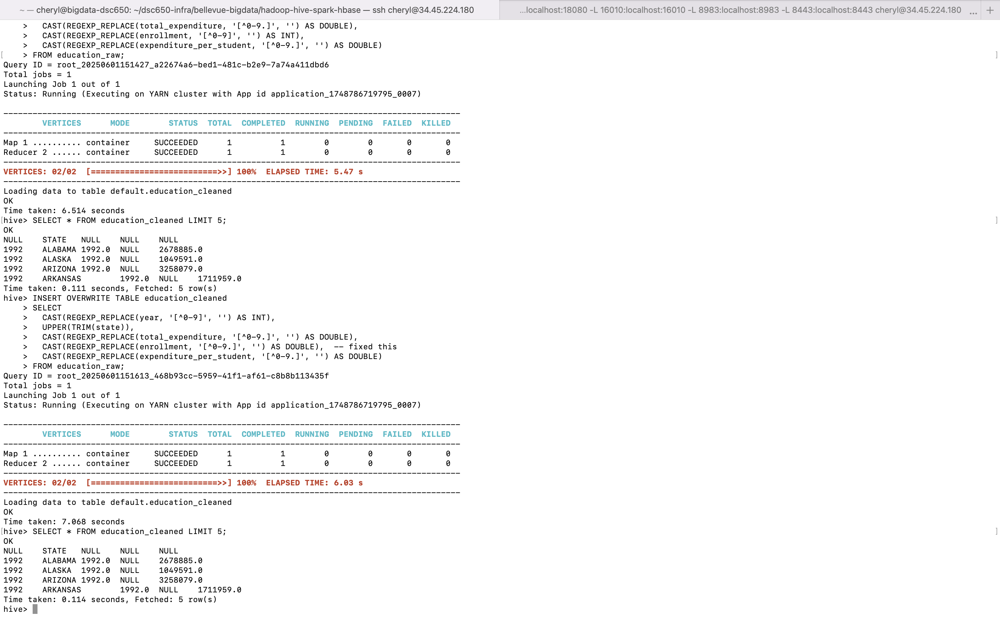 ~ — cheryl@bigdata-dsc650: ~/dsc650-infra/bellevue-bigdata/hadoop-hive-spark-hbase — ssh cheryl@34.45.224.180
...localhost:18080 -L 16010:localhost:16010 -L 8983:localhost:8983 -L 8443:localhost:8443 cheryl@34.45.224.180 ... +
    >   CAST(REGEXP_REPLACE(total_expenditure, '[^0-9.]', '') AS DOUBLE),
    >   CAST(REGEXP_REPLACE(enrollment, '[^0-9]', '') AS INT),
    >   CAST(REGEXP_REPLACE(expenditure_per_student, '[^0-9.]', '') AS DOUBLE)
[    > FROM education_raw; ]
Query ID = root_20250601151427_a22674a6-bed1-481c-b2e9-7a74a411dbd6
Total jobs = 1
Launching Job 1 out of 1
Status: Running (Executing on YARN cluster with App id application_1748786719795_0007)
----------------------------------------------------------------------------------------------
        VERTICES      MODE        STATUS  TOTAL  COMPLETED  RUNNING  PENDING  FAILED  KILLED
----------------------------------------------------------------------------------------------
Map 1 .......... container     SUCCEEDED      1          1        0        0       0       0
Reducer 2 ...... container     SUCCEEDED      1          1        0        0       0       0
----------------------------------------------------------------------------------------------
VERTICES: 02/02  [==========================>>] 100%  ELAPSED TIME: 5.47 s
----------------------------------------------------------------------------------------------
Loading data to table default.education_cleaned
OK
Time taken: 6.514 seconds
[hive> SELECT * FROM education_cleaned LIMIT 5; ]
OK
NULL    STATE   NULL    NULL    NULL
1992    ALABAMA 1992.0  NULL    2678885.0
1992    ALASKA  1992.0  NULL    1049591.0
1992    ARIZONA 1992.0  NULL    3258079.0
1992    ARKANSAS        1992.0  NULL    1711959.0
Time taken: 0.111 seconds, Fetched: 5 row(s)
hive> INSERT OVERWRITE TABLE education_cleaned
    > SELECT
    >   CAST(REGEXP_REPLACE(year, '[^0-9]', '') AS INT),
    >   UPPER(TRIM(state)),
    >   CAST(REGEXP_REPLACE(total_expenditure, '[^0-9.]', '') AS DOUBLE),
    >   CAST(REGEXP_REPLACE(enrollment, '[^0-9.]', '') AS DOUBLE),  -- fixed this
    >   CAST(REGEXP_REPLACE(expenditure_per_student, '[^0-9.]', '') AS DOUBLE)
    > FROM education_raw;
Query ID = root_20250601151613_468b93cc-5959-41f1-af61-c8b8b113435f
Total jobs = 1
Launching Job 1 out of 1
Status: Running (Executing on YARN cluster with App id application_1748786719795_0007)
----------------------------------------------------------------------------------------------
        VERTICES      MODE        STATUS  TOTAL  COMPLETED  RUNNING  PENDING  FAILED  KILLED
----------------------------------------------------------------------------------------------
Map 1 .......... container     SUCCEEDED      1          1        0        0       0       0
Reducer 2 ...... container     SUCCEEDED      1          1        0        0       0       0
----------------------------------------------------------------------------------------------
VERTICES: 02/02  [==========================>>] 100%  ELAPSED TIME: 6.03 s
----------------------------------------------------------------------------------------------
Loading data to table default.education_cleaned
OK
Time taken: 7.068 seconds
[hive> SELECT * FROM education_cleaned LIMIT 5; ]
OK
NULL    STATE   NULL    NULL    NULL
1992    ALABAMA 1992.0  NULL    2678885.0
1992    ALASKA  1992.0  NULL    1049591.0
1992    ARIZONA 1992.0  NULL    3258079.0
1992    ARKANSAS        1992.0  NULL    1711959.0
Time taken: 0.114 seconds, Fetched: 5 row(s)
hive>